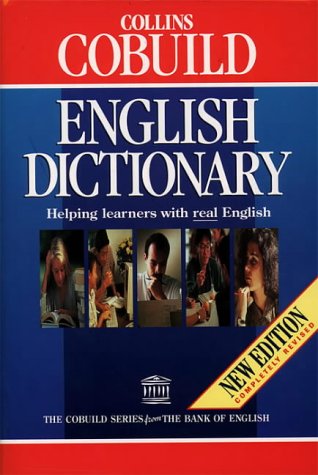 COLLINS
COBUILD
ENGLISH
DICTIONARY
Helping learners with real English
NEW EDITION
COMPLETELY REVISED
THE COBUILD SERIES from THE BANK OF ENGLISH